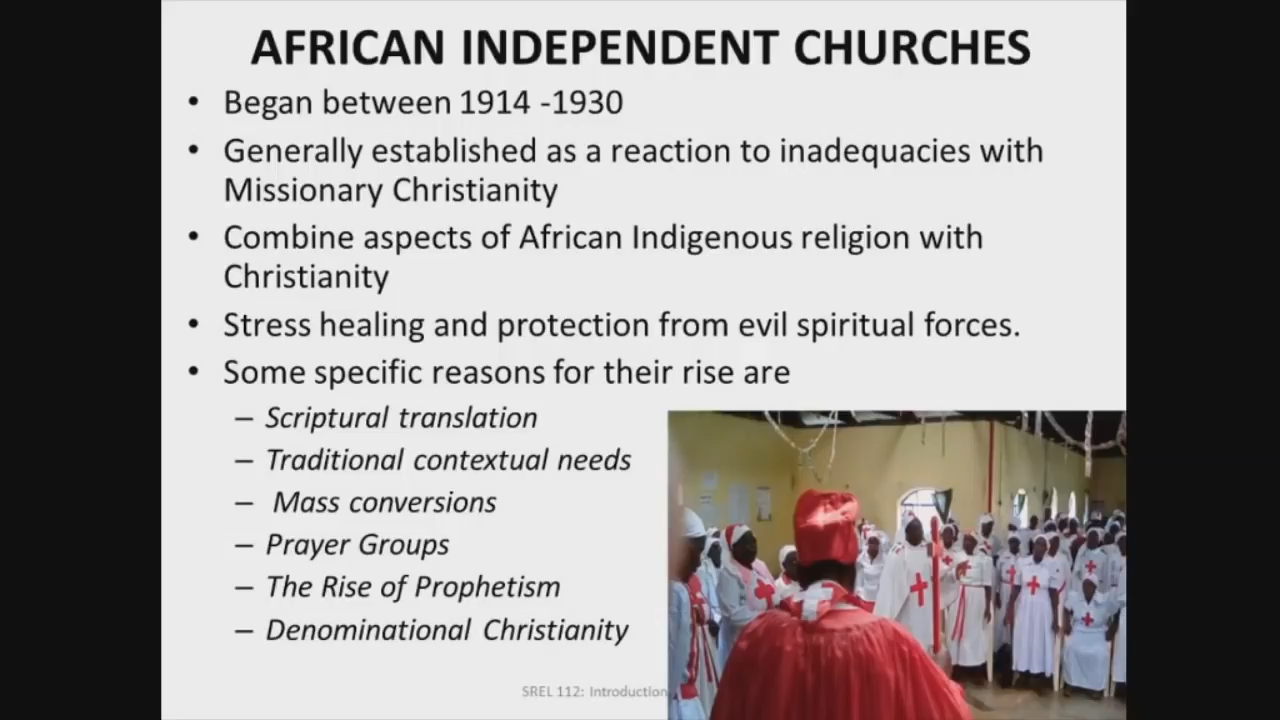 AFRICAN INDEPENDENT CHURCHES
• Began between 1914 -1930
• Generally established as a reaction to inadequacies with
Missionary Christianity
• Combine aspects of African Indigenous religion with
Christianity
• Stress healing and protection from evil spiritual forces.
• Some specific reasons for their rise are
– Scriptural translation
– Traditional contextual needs
– Mass conversions
– Prayer Groups
– The Rise of Prophetism
– Denominational Christianity
SREL 112: Introduction